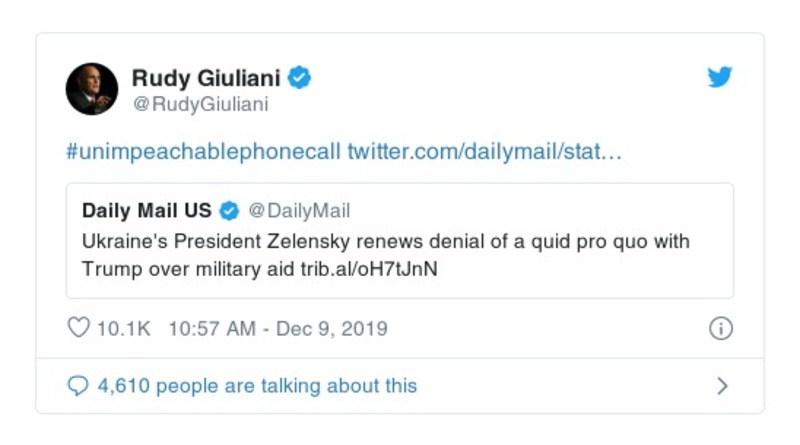 Rudy Giuliani
@RudyGiuliani
#unimpeachablephonecall twitter.com/dailymail/stat…
Daily Mail US @DailyMail
Ukraine's President Zelensky renews denial of a quid pro quo with
Trump over military aid trib.al/oH7tJnN
10.1K 10:57 AM - Dec 9, 2019
4,610 people are talking about this